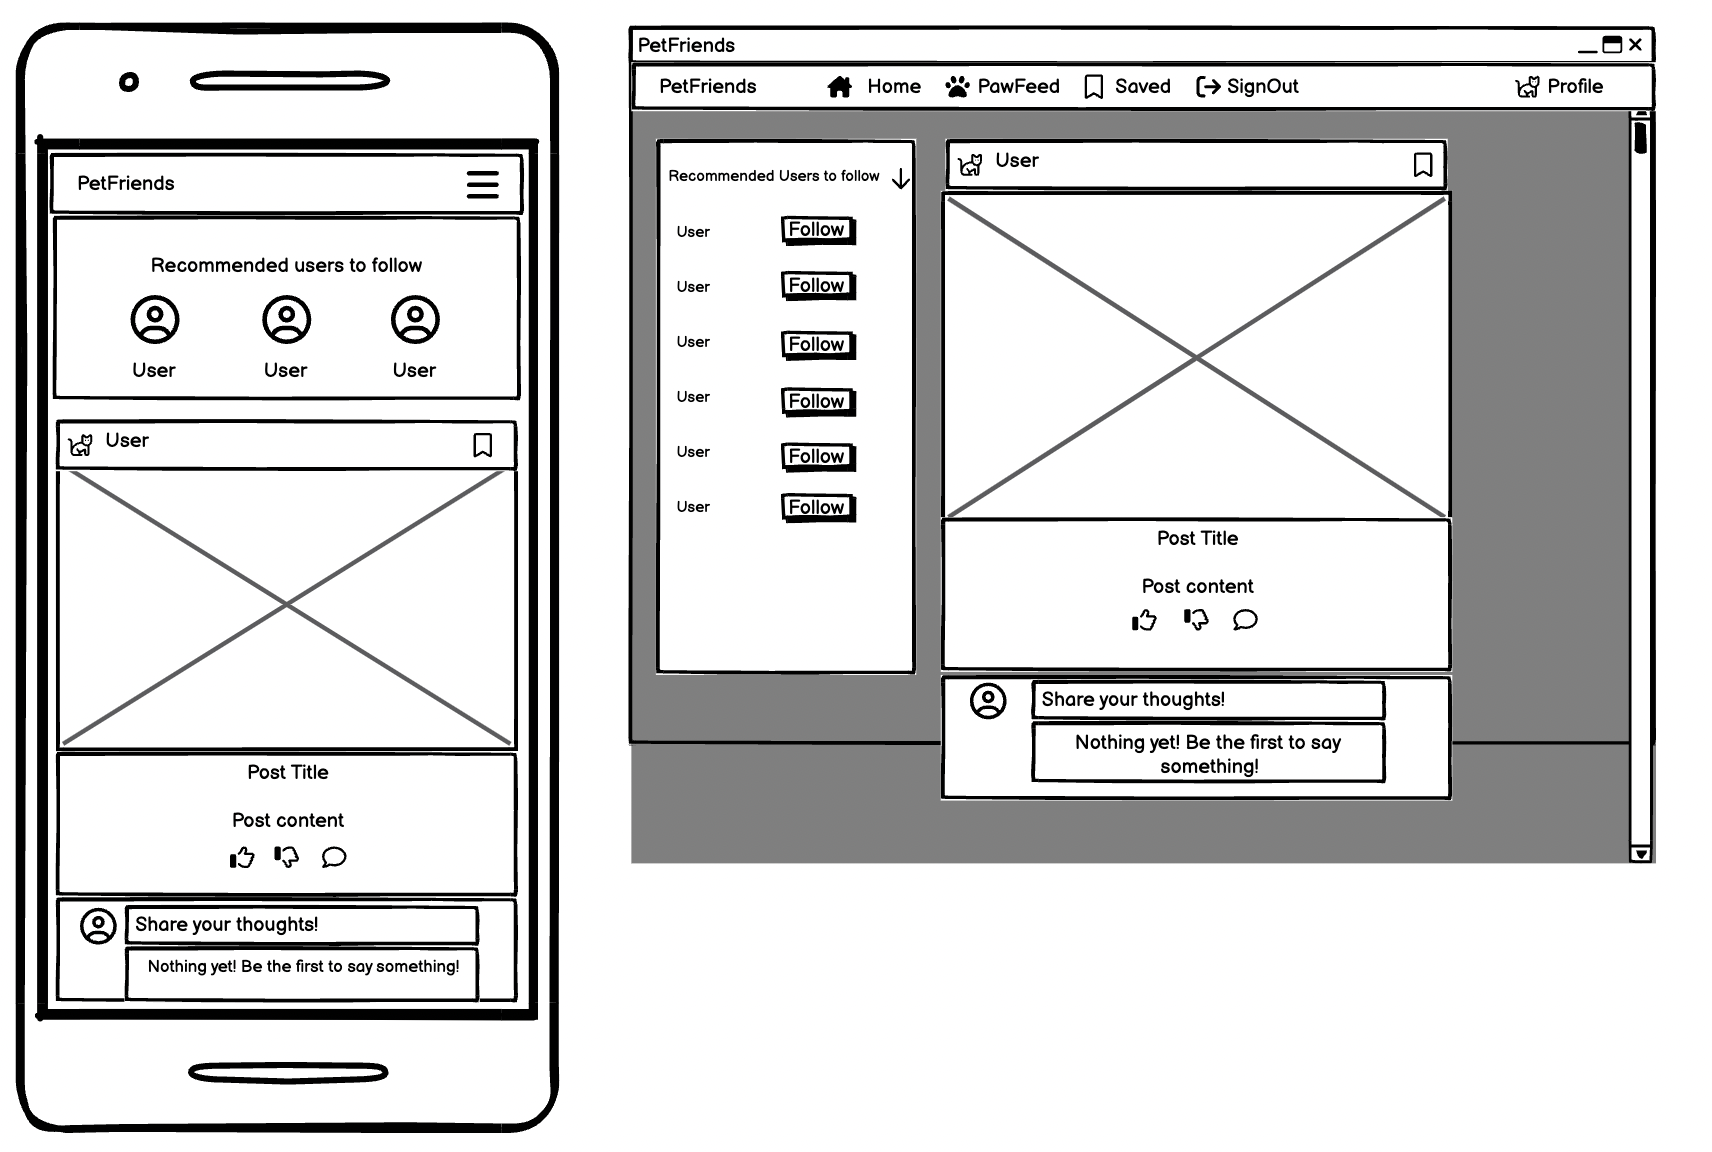 PetFriends
Recommended users to follow
User User User
User
Post Title
Post content
Share your thoughts!
Nothing yet! Be the first to say something!
PetFriends
PetFriends Home PawFeed Saved SignOut Profile
Recommended Users to follow
User Follow
User Follow
User Follow
User Follow
User Follow
User Follow
User
Post Title
Post content
Share your thoughts!
Nothing yet! Be the first to say
something!